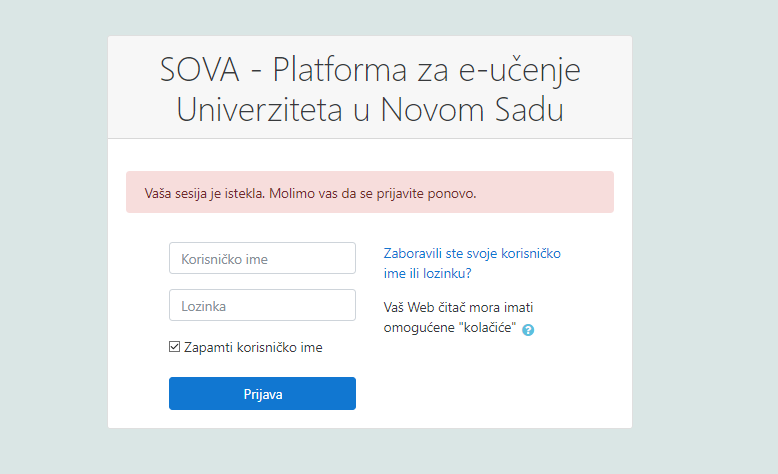 SOVA - Platforma za e-učenje
Univerziteta u Novom Sadu
Vaša sesija je istekla. Molimo vas da se prijavite ponovo.
Korisničko ime
Lozinka
Zapamti korisničko ime
Prijava
Zaboravili ste svoje korisničko
ime ili lozinku?
Vaš Web čitač mora imati
omogućene "kolačiće" ?